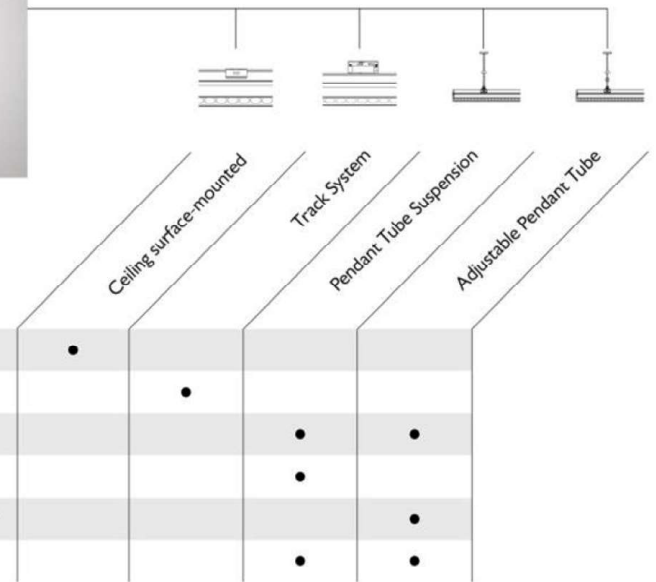 Ceiling surface-mounted
Track System
Pendant Tube Suspension
Adjustable Pendant Tube